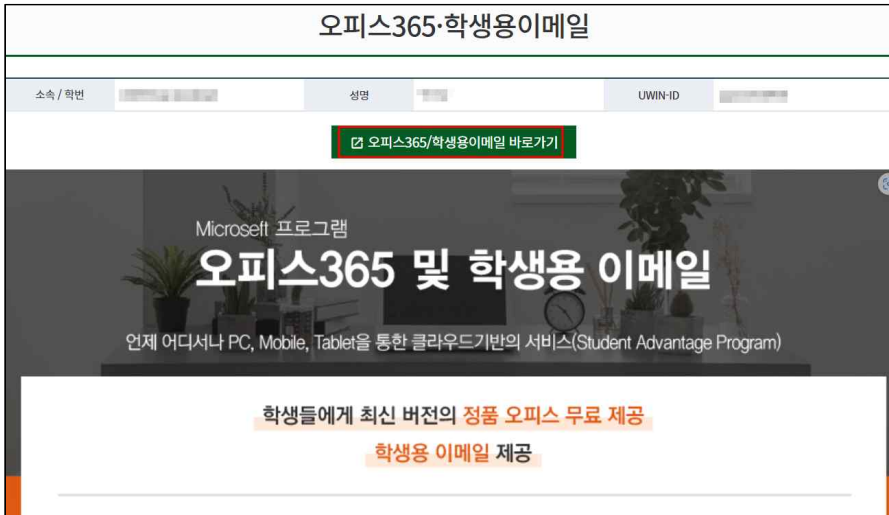 오피스365·학생용이메일
소속 / 학번
성명
UWIN-ID
오피스365/학생용이메일 바로가기
Microseft 프로그램
오피스365 및 학생용 이메일
언제 어디서나 PC, Mobile, Tablet을 통한 클라우드기반의 서비스(Student Advantage Program)
학생들에게 최신 버전의 정품 오피스 무료 제공
학생용 이메일 제공